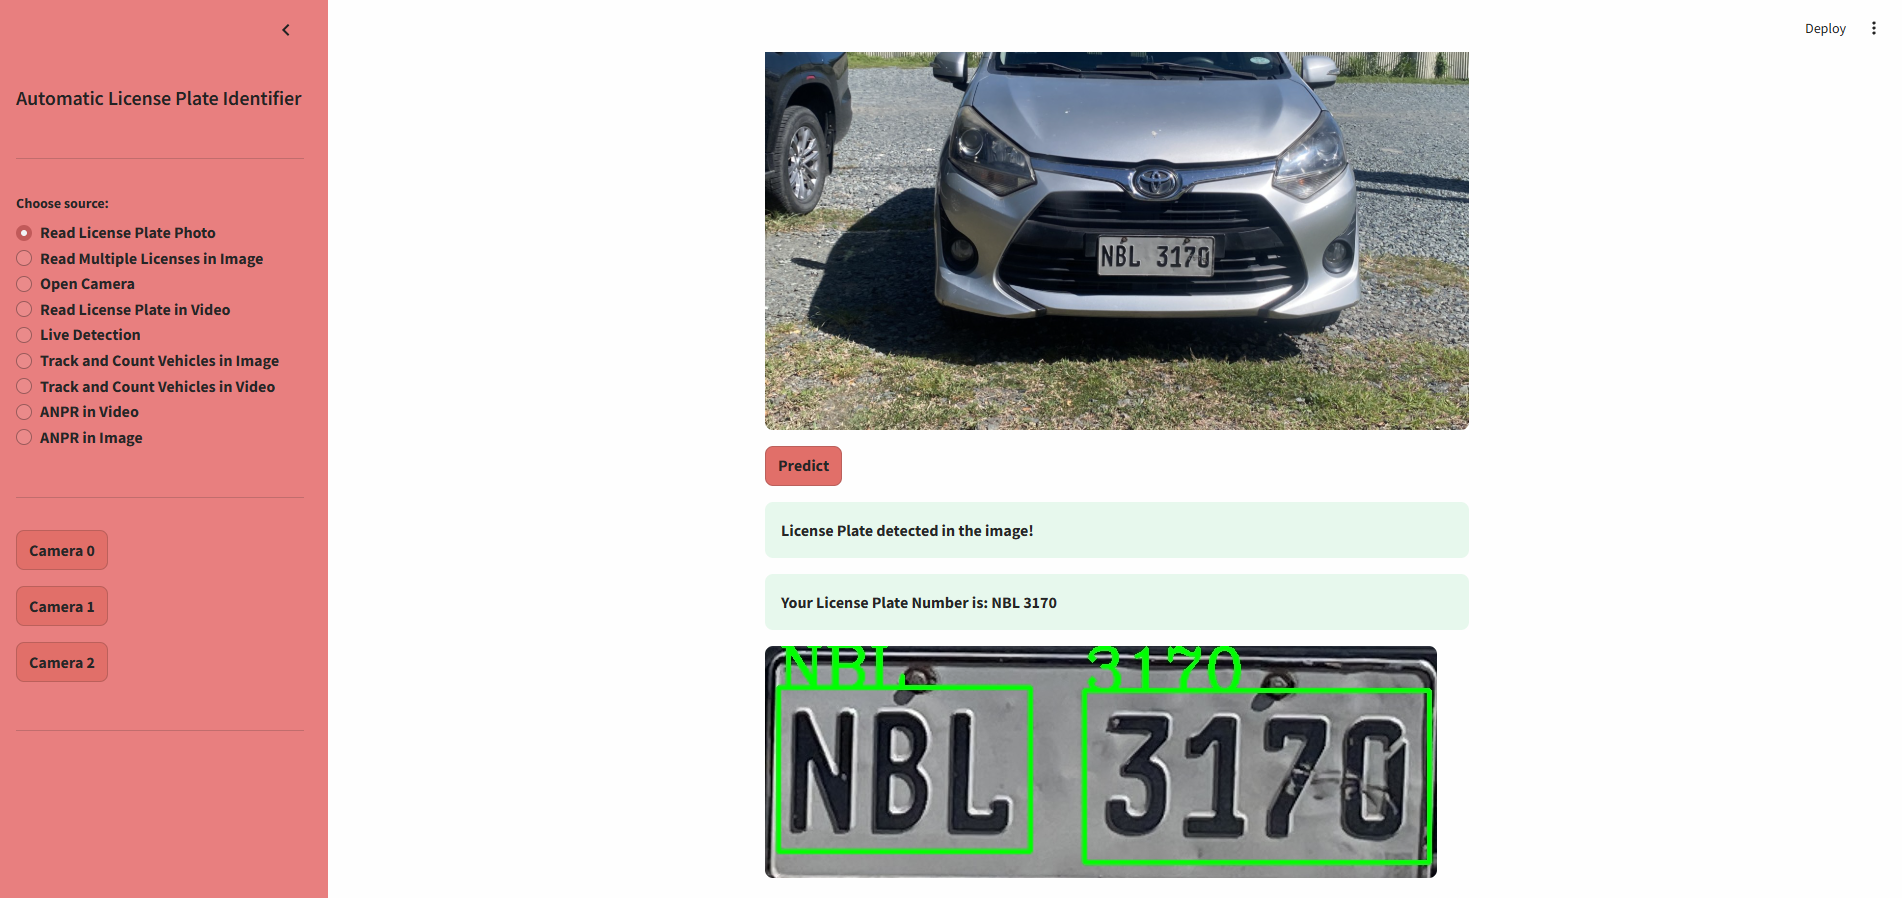 Deploy
Automatic License Plate Identifier
Choose source:
Read License Plate Photo
Read Multiple Licenses in Image
Open Camera
Read License Plate in Video
Live Detection
Track and Count Vehicles in Image
Track and Count Vehicles in Video
ANPR in Video
ANPR in Image
Camera 0
Camera 1
Camera 2
NBL 3170
Predict
License Plate detected in the image!
Your License Plate Number is: NBL 3170
NBL 3170
NBL 3170